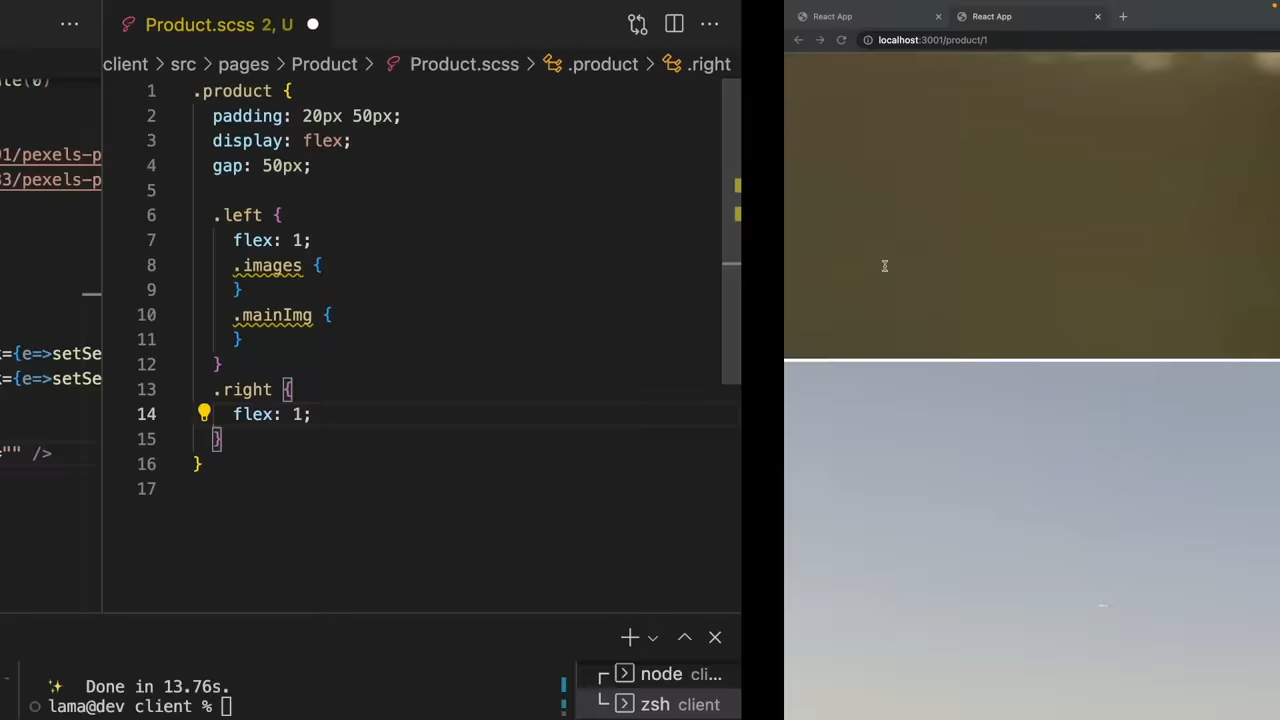 Product.scss 2, U
client > src > pages > Product > Product.scss > .product > .right
1 .product {
2 padding: 20px 50px;
3 display: flex;
4 gap: 50px;
5
6 .left {
7 flex: 1;
8 .images {
9 }
10 .mainImg {
11 }
12 }
13 .right {
14 flex: 1;
15 }
16 }
17
01/pexels-p
33/pexels-p
={e=>setSe
={e=>setSe
="" />
✨ Done in 13.76s.
lama@dev client %
node cli...
zsh client
React App
React App
localhost:3001/product/1